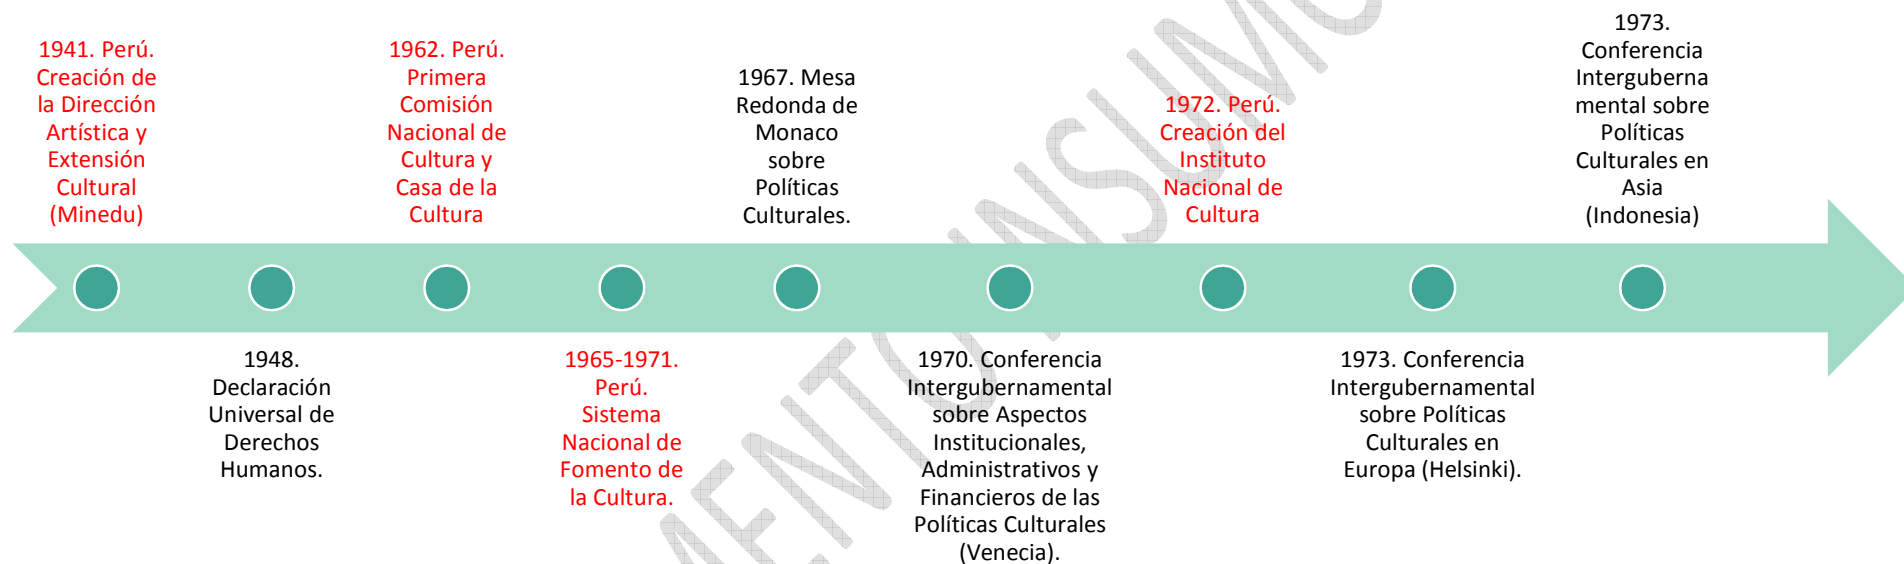 1941. Perú.
Creación de
la Dirección
Artística y
Extensión
Cultural
(Minedu)
1948.
Declaración
Universal de
Derechos
Humanos.
1962. Perú.
Primera
Comisión
Nacional de
Cultura y
Casa de la
Cultura
1965-1971.
Perú.
Sistema
Nacional de
Fomento de
la Cultura.
1967. Mesa
Redonda de
Monaco
sobre
Políticas
Culturales.
1970. Conferencia
Intergubernamental
sobre Aspectos
Institucionales,
Administrativos y
Financieros de las
Políticas Culturales
(Venecia).
1972. Perú.
Creación del
Instituto
Nacional de
Cultura
1973. Conferencia
Intergubernamental
sobre Políticas
Culturales en
Europa (Helsinki).
1973.
Conferencia
Interguberna
mental sobre
Políticas
Culturales en
Asia
(Indonesia)
MENTO INSUMO